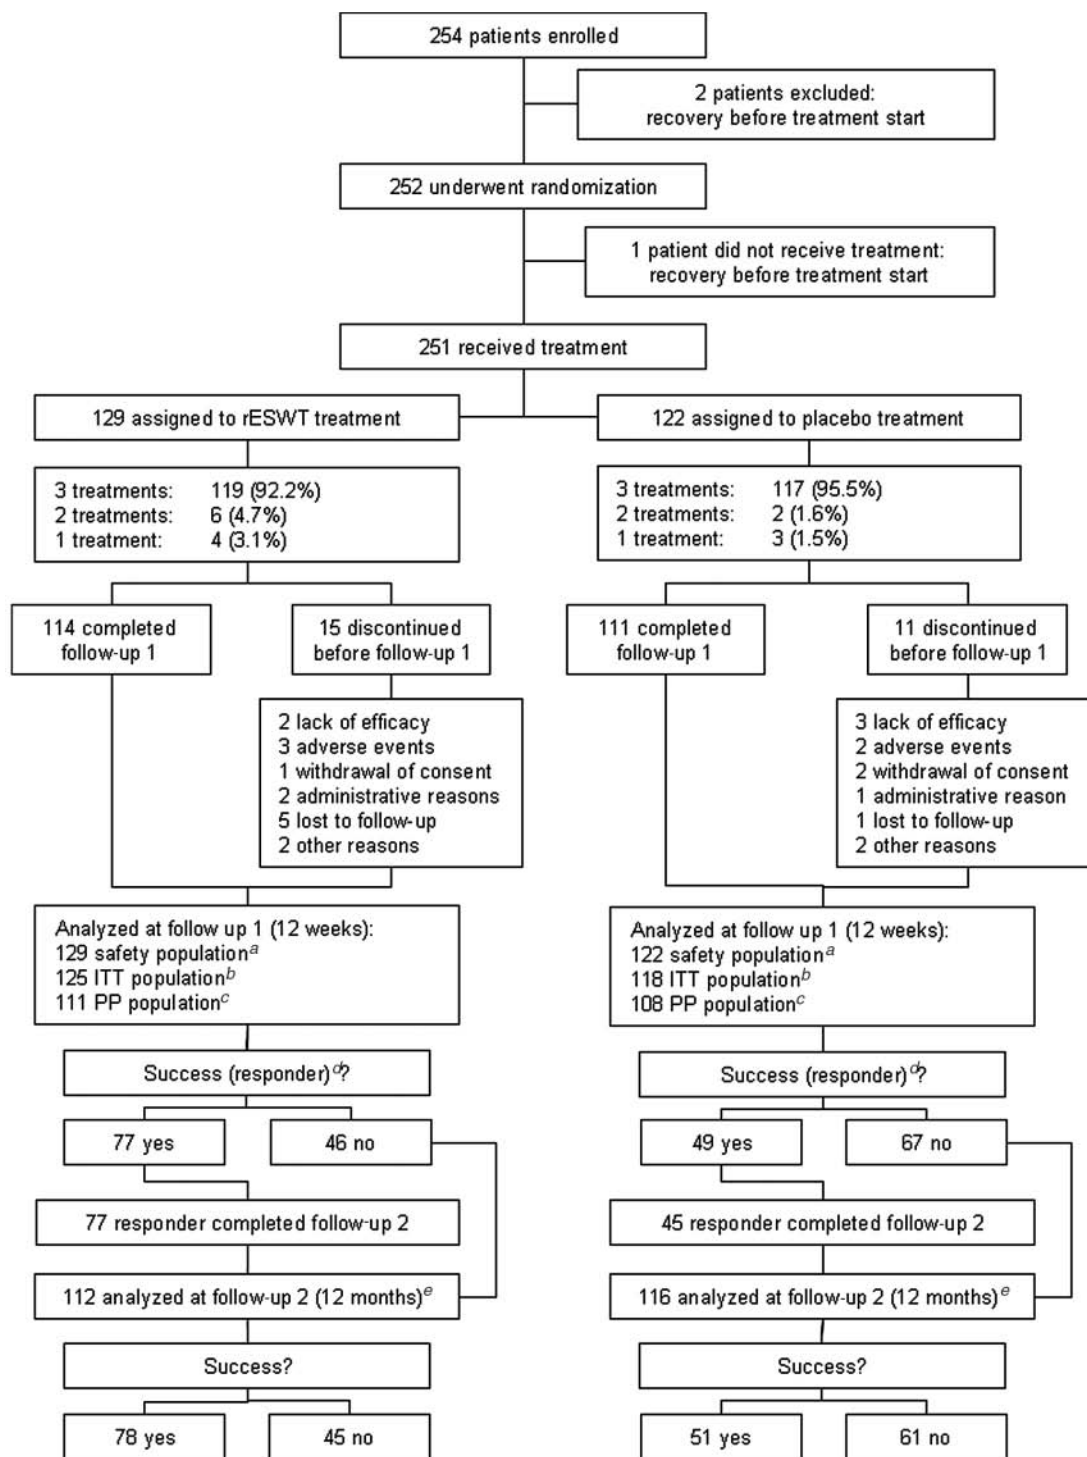 254 patients enrolled
2 patients excluded:
recovery before treatment start
252 underwent randomization
1 patient did not receive treatment:
recovery before treatment start
251 received treatment
129 assigned to rESWT treatment
122 assigned to placebo treatment
3 treatments: 119 (92.2%)
2 treatments: 6 (4.7%)
1 treatment: 4 (3.1%)
3 treatments: 117 (95.5%)
2 treatments: 2 (1.6%)
1 treatment: 3 (1.5%)
114 completed
follow-up 1
15 discontinued
before follow-up 1
111 completed
follow-up 1
11 discontinued
before follow-up 1
2 lack of efficacy
3 adverse events
1 withdrawal of consent
2 administrative reasons
5 lost to follow-up
2 other reasons
3 lack of efficacy
2 adverse events
2 withdrawal of consent
1 administrative reason
1 lost to follow-up
2 other reasons
Analyzed at follow up 1 (12 weeks):
129 safety population a
125 ITT population b
111 PP population c
Analyzed at follow up 1 (12 weeks):
122 safety population a
118 ITT population b
108 PP population c
Success (responder) d?
Success (responder) d?
77 yes
46 no
49 yes
67 no
77 responder completed follow-up 2
45 responder completed follow-up 2
112 analyzed at follow-up 2 (12 months) e
116 analyzed at follow-up 2 (12 months) e
Success?
Success?
78 yes
45 no
51 yes
61 no